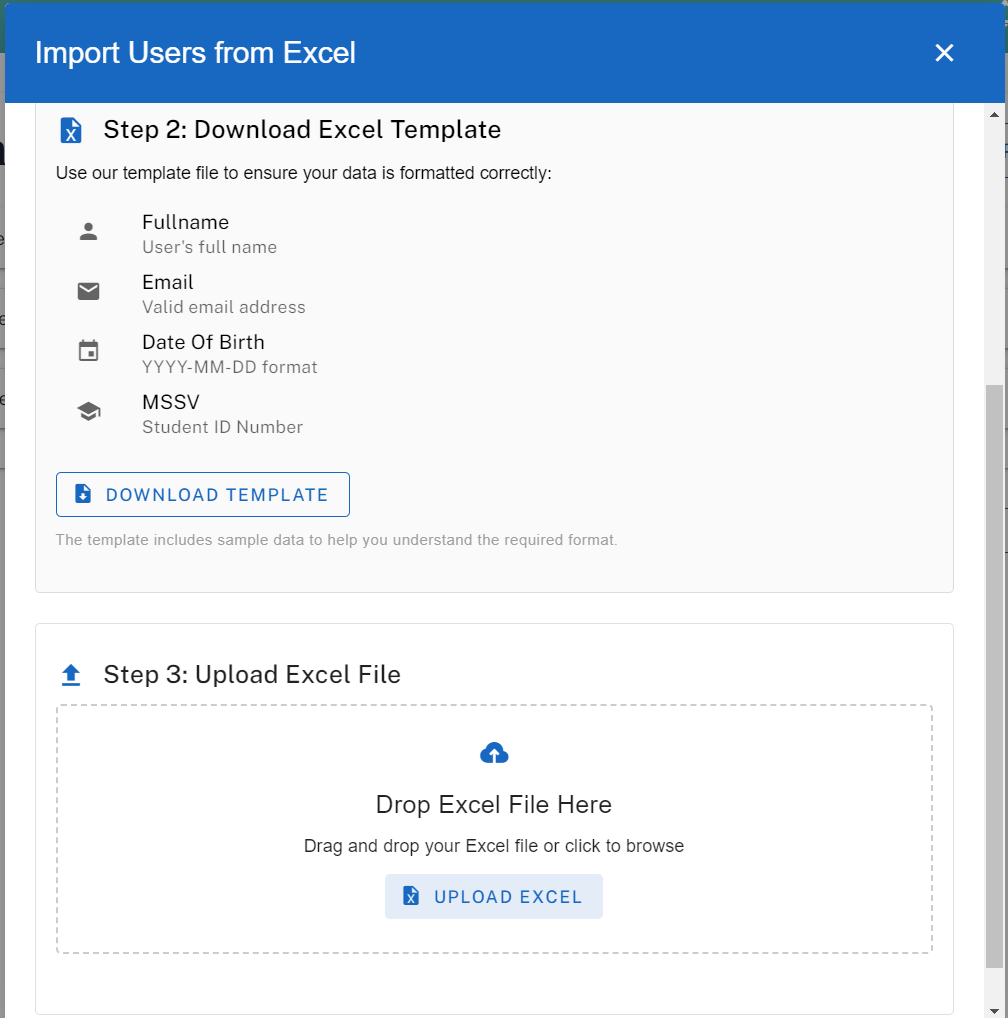 Import Users from Excel
Step 2: Download Excel Template
Use our template file to ensure your data is formatted correctly:
Fullname
User's full name
Email
Valid email address
Date Of Birth
YYYY-MM-DD format
MSSV
Student ID Number
DOWNLOAD TEMPLATE
The template includes sample data to help you understand the required format.
Step 3: Upload Excel File
Drop Excel File Here
Drag and drop your Excel file or click to browse
UPLOAD EXCEL